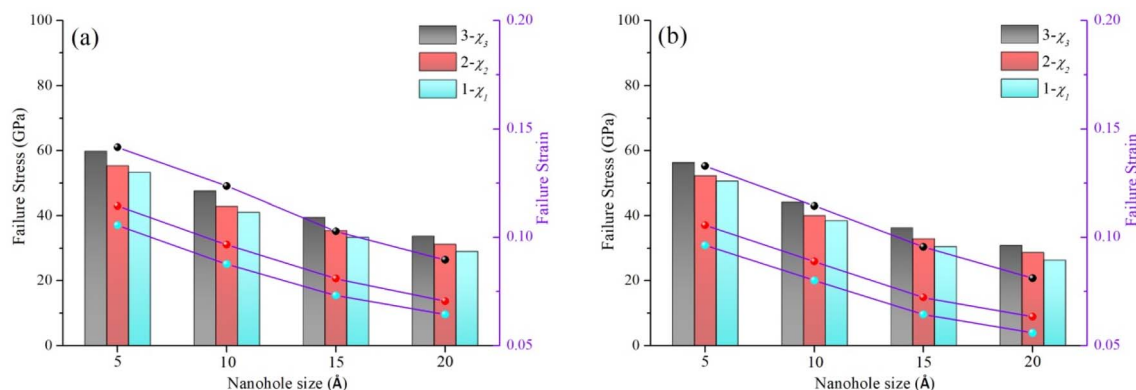 (a)
3-χ3
2-χ2
1-χ1
Failure Stress (GPa)
100
80
60
40
20
0
5 10 15 20
Nanohole size (Å)
0.20
0.15
0.10
0.05
Failure Strain
(b)
3-χ3
2-χ2
1-χ1
Failure Stress (GPa)
100
80
60
40
20
0
5 10 15 20
Nanohole size (Å)
0.20
0.15
0.10
0.05
Failure Strain